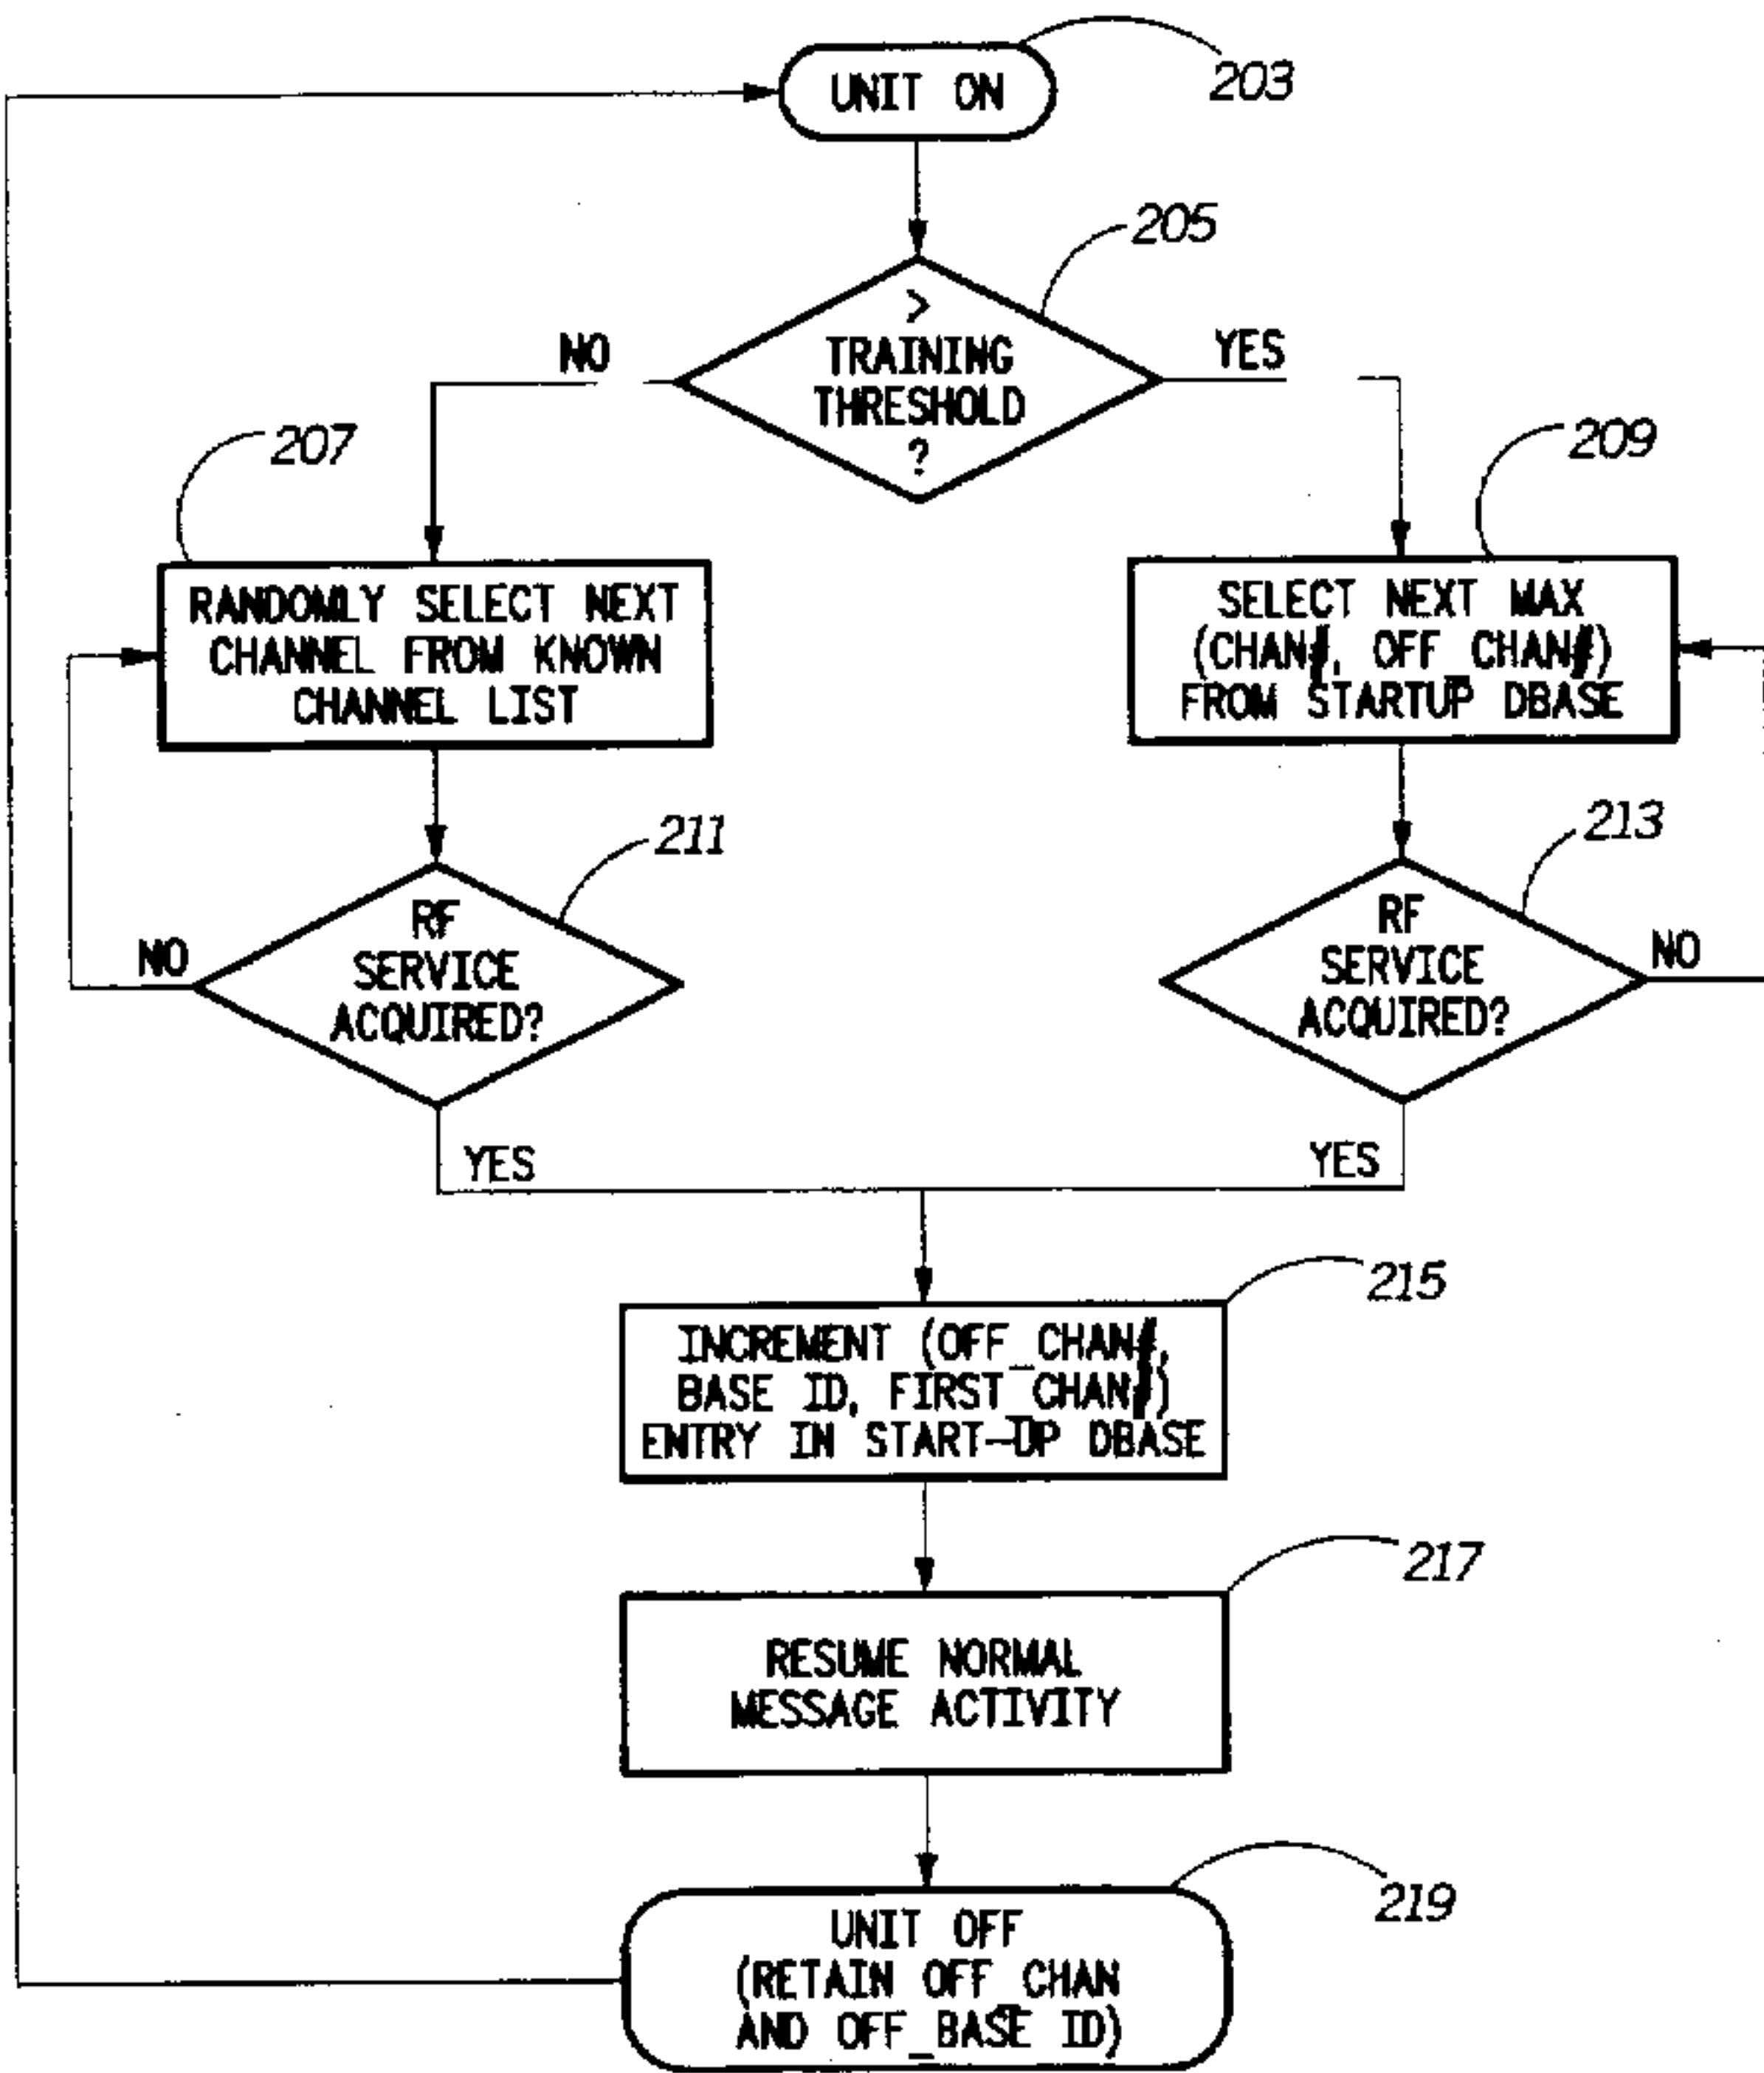 UNIT ON
203
205
>
TRAINING
THRESHOLD
?
NO
YES
207
209
RANDOMLY SELECT NEXT
CHANNEL FROM KNOWN
CHANNEL LIST
SELECT NEXT MAX
(CHAN#, OFF_CHAN#)
FROM STARTUP DBASE
211
213
RF
SERVICE
ACQUIRED?
NO
RF
SERVICE
ACQUIRED?
NO
YES
YES
215
INCREMENT (OFF_CHAN#,
BASE ID, FIRST_CHAN#)
ENTRY IN START-UP DBASE
217
RESUME NORMAL
MESSAGE ACTIVITY
219
UNIT OFF
(RETAIN OFF_CHAN
AND OFF_BASE ID)